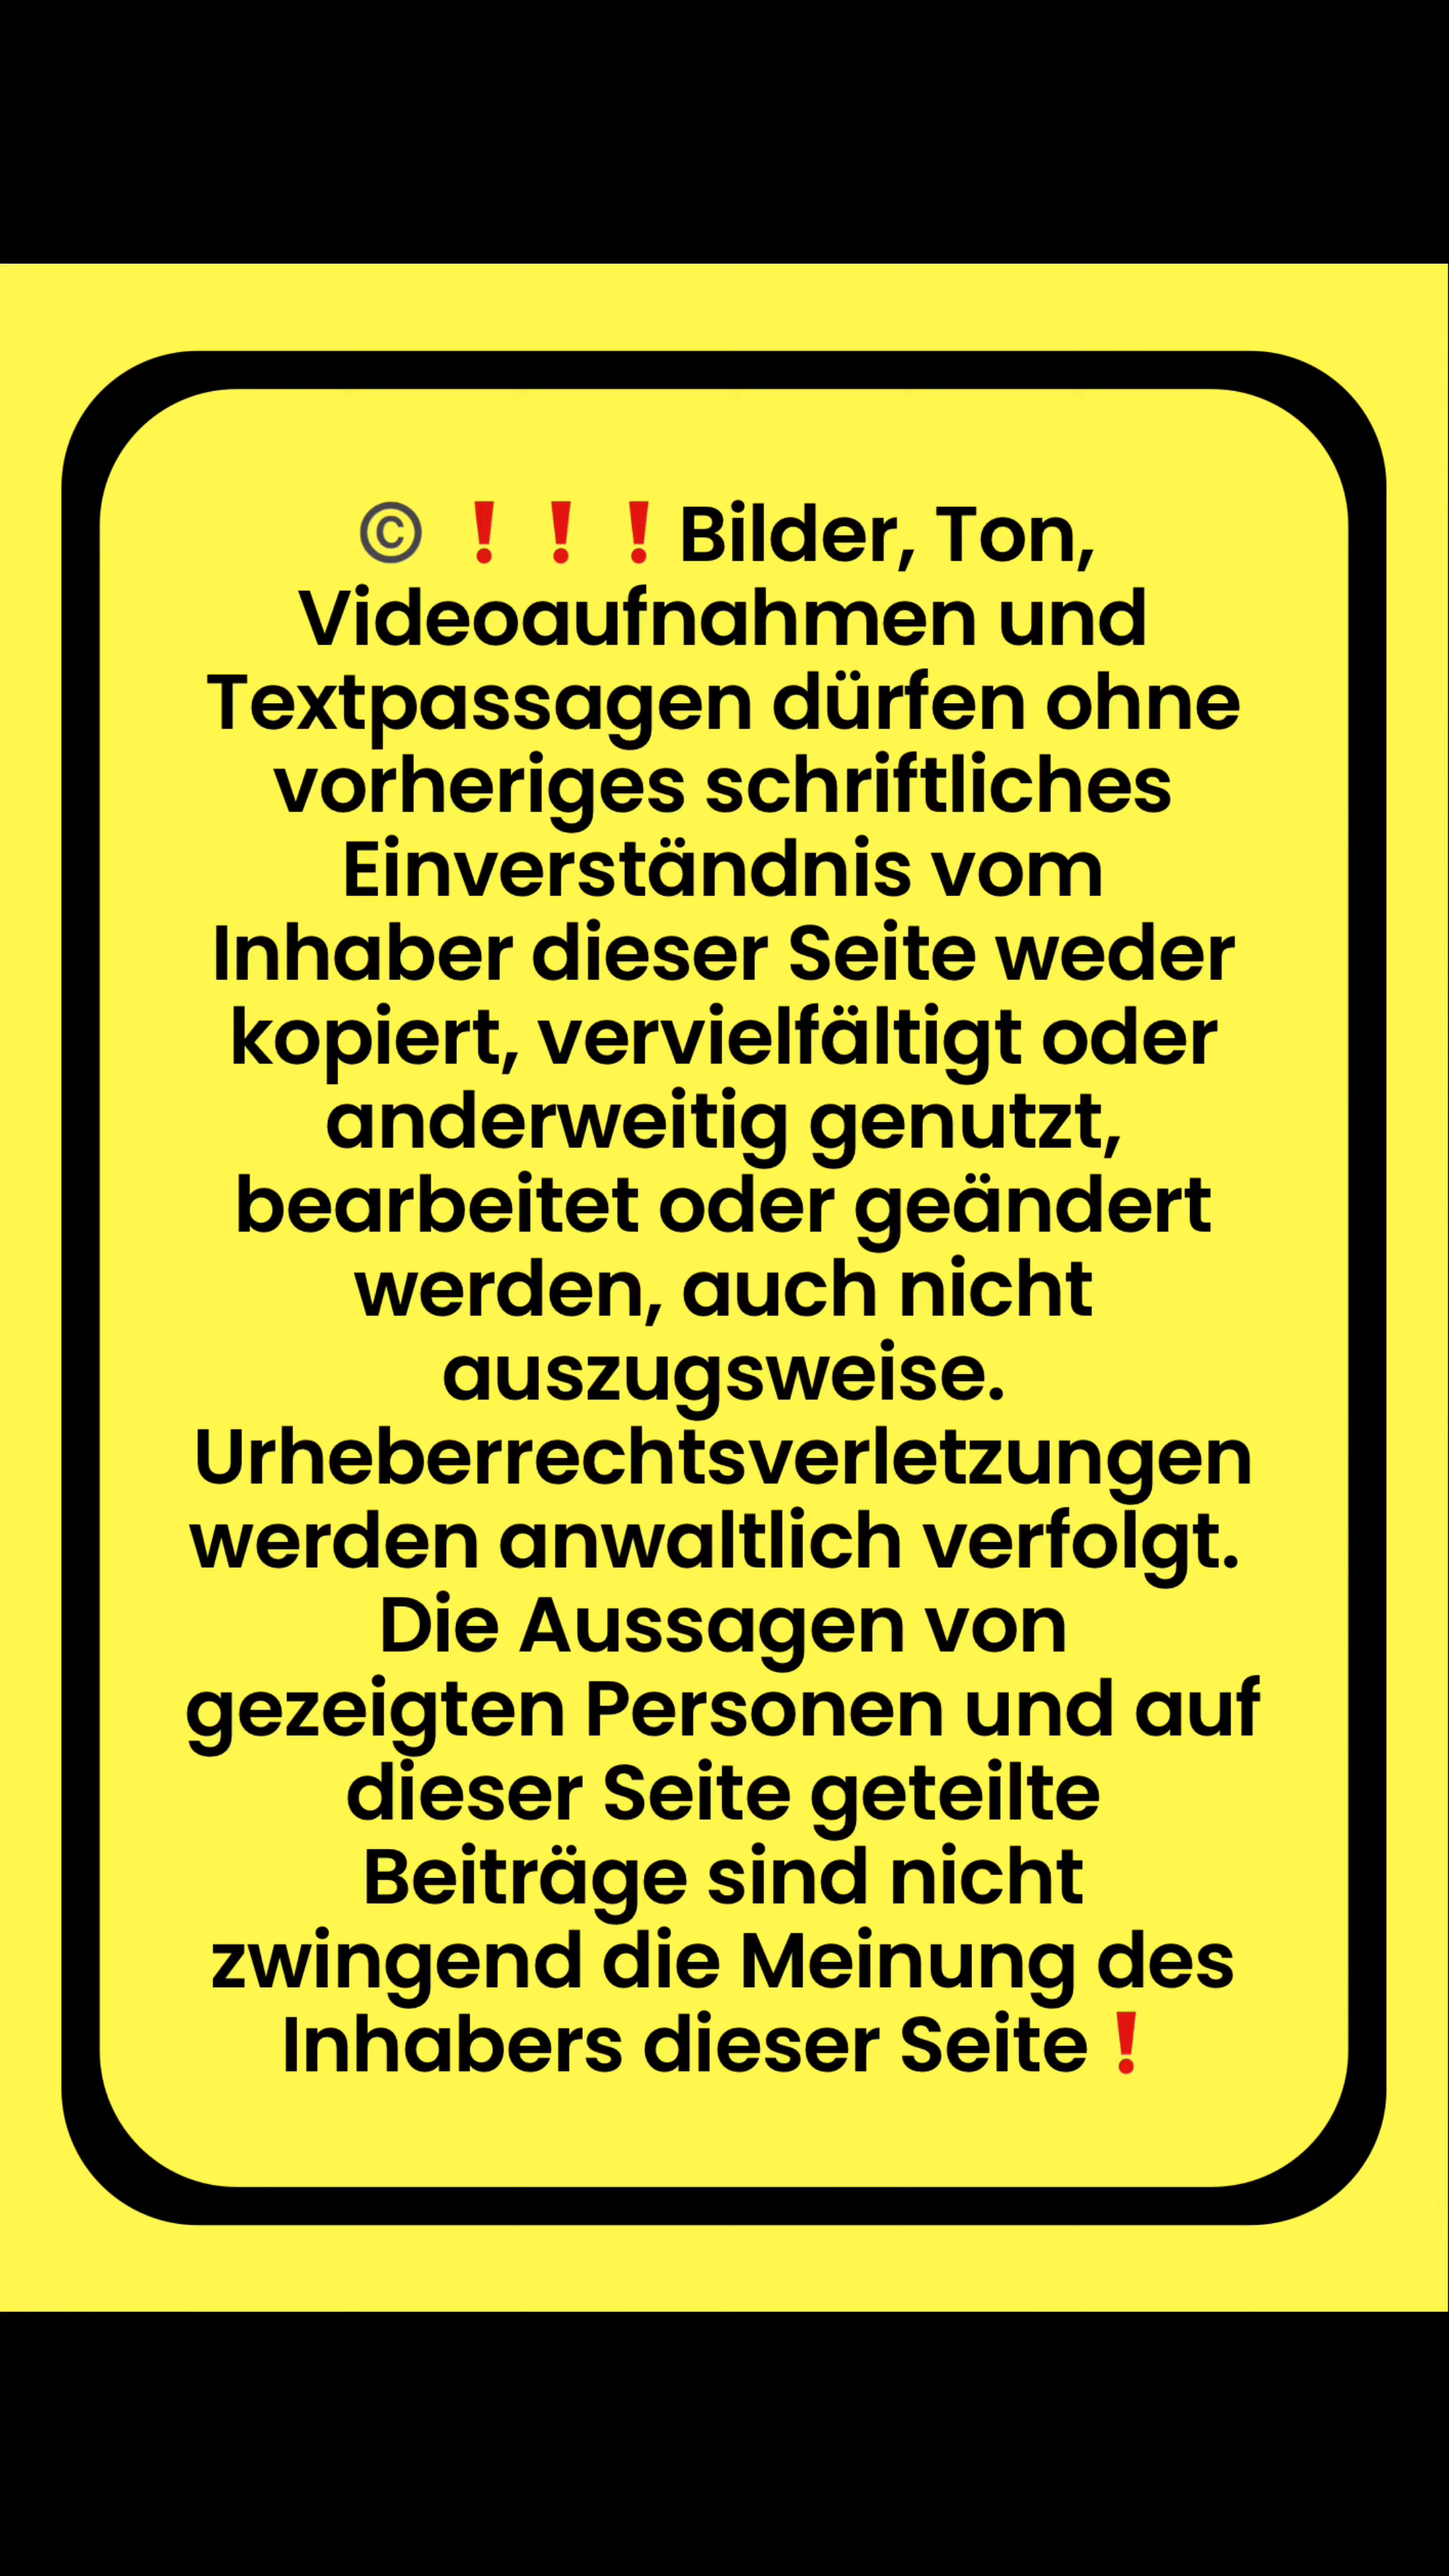 © ❗❗❗Bilder, Ton,
Videoaufnahmen und
Textpassagen dürfen ohne
vorheriges schriftliches
Einverständnis vom
Inhaber dieser Seite weder
kopiert, vervielfältigt oder
anderweitig genutzt,
bearbeitet oder geändert
werden, auch nicht
auszugsweise.
Urheberrechtsverletzungen
werden anwaltlich verfolgt.
Die Aussagen von
gezeigten Personen und auf
dieser Seite geteilte
Beiträge sind nicht
zwingend die Meinung des
Inhabers dieser Seite❗